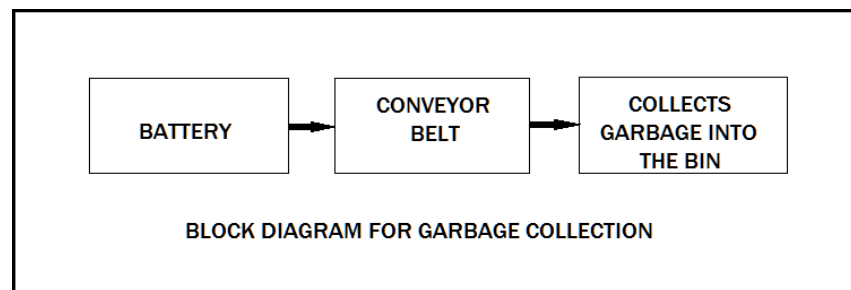 BATTERY
CONVEYOR
BELT
COLLECTS
GARBAGE INTO
THE BIN
BLOCK DIAGRAM FOR GARBAGE COLLECTION